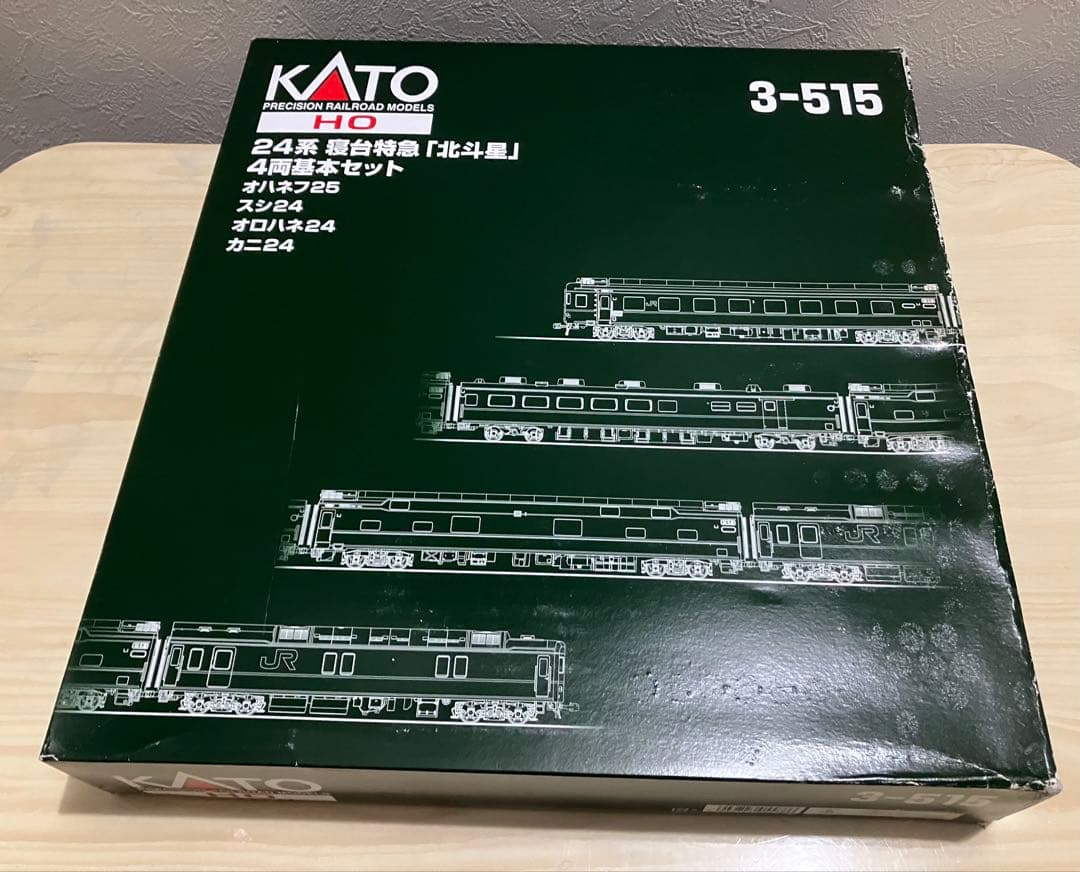 KATO
PRECISION RAILROAD MODELS
HO
3-515
24系 寝台特急「北斗星」
4両基本セット
オハネフ25
スシ24
オロハネ24
カニ24
JR
JR
JR
KATO
3-515